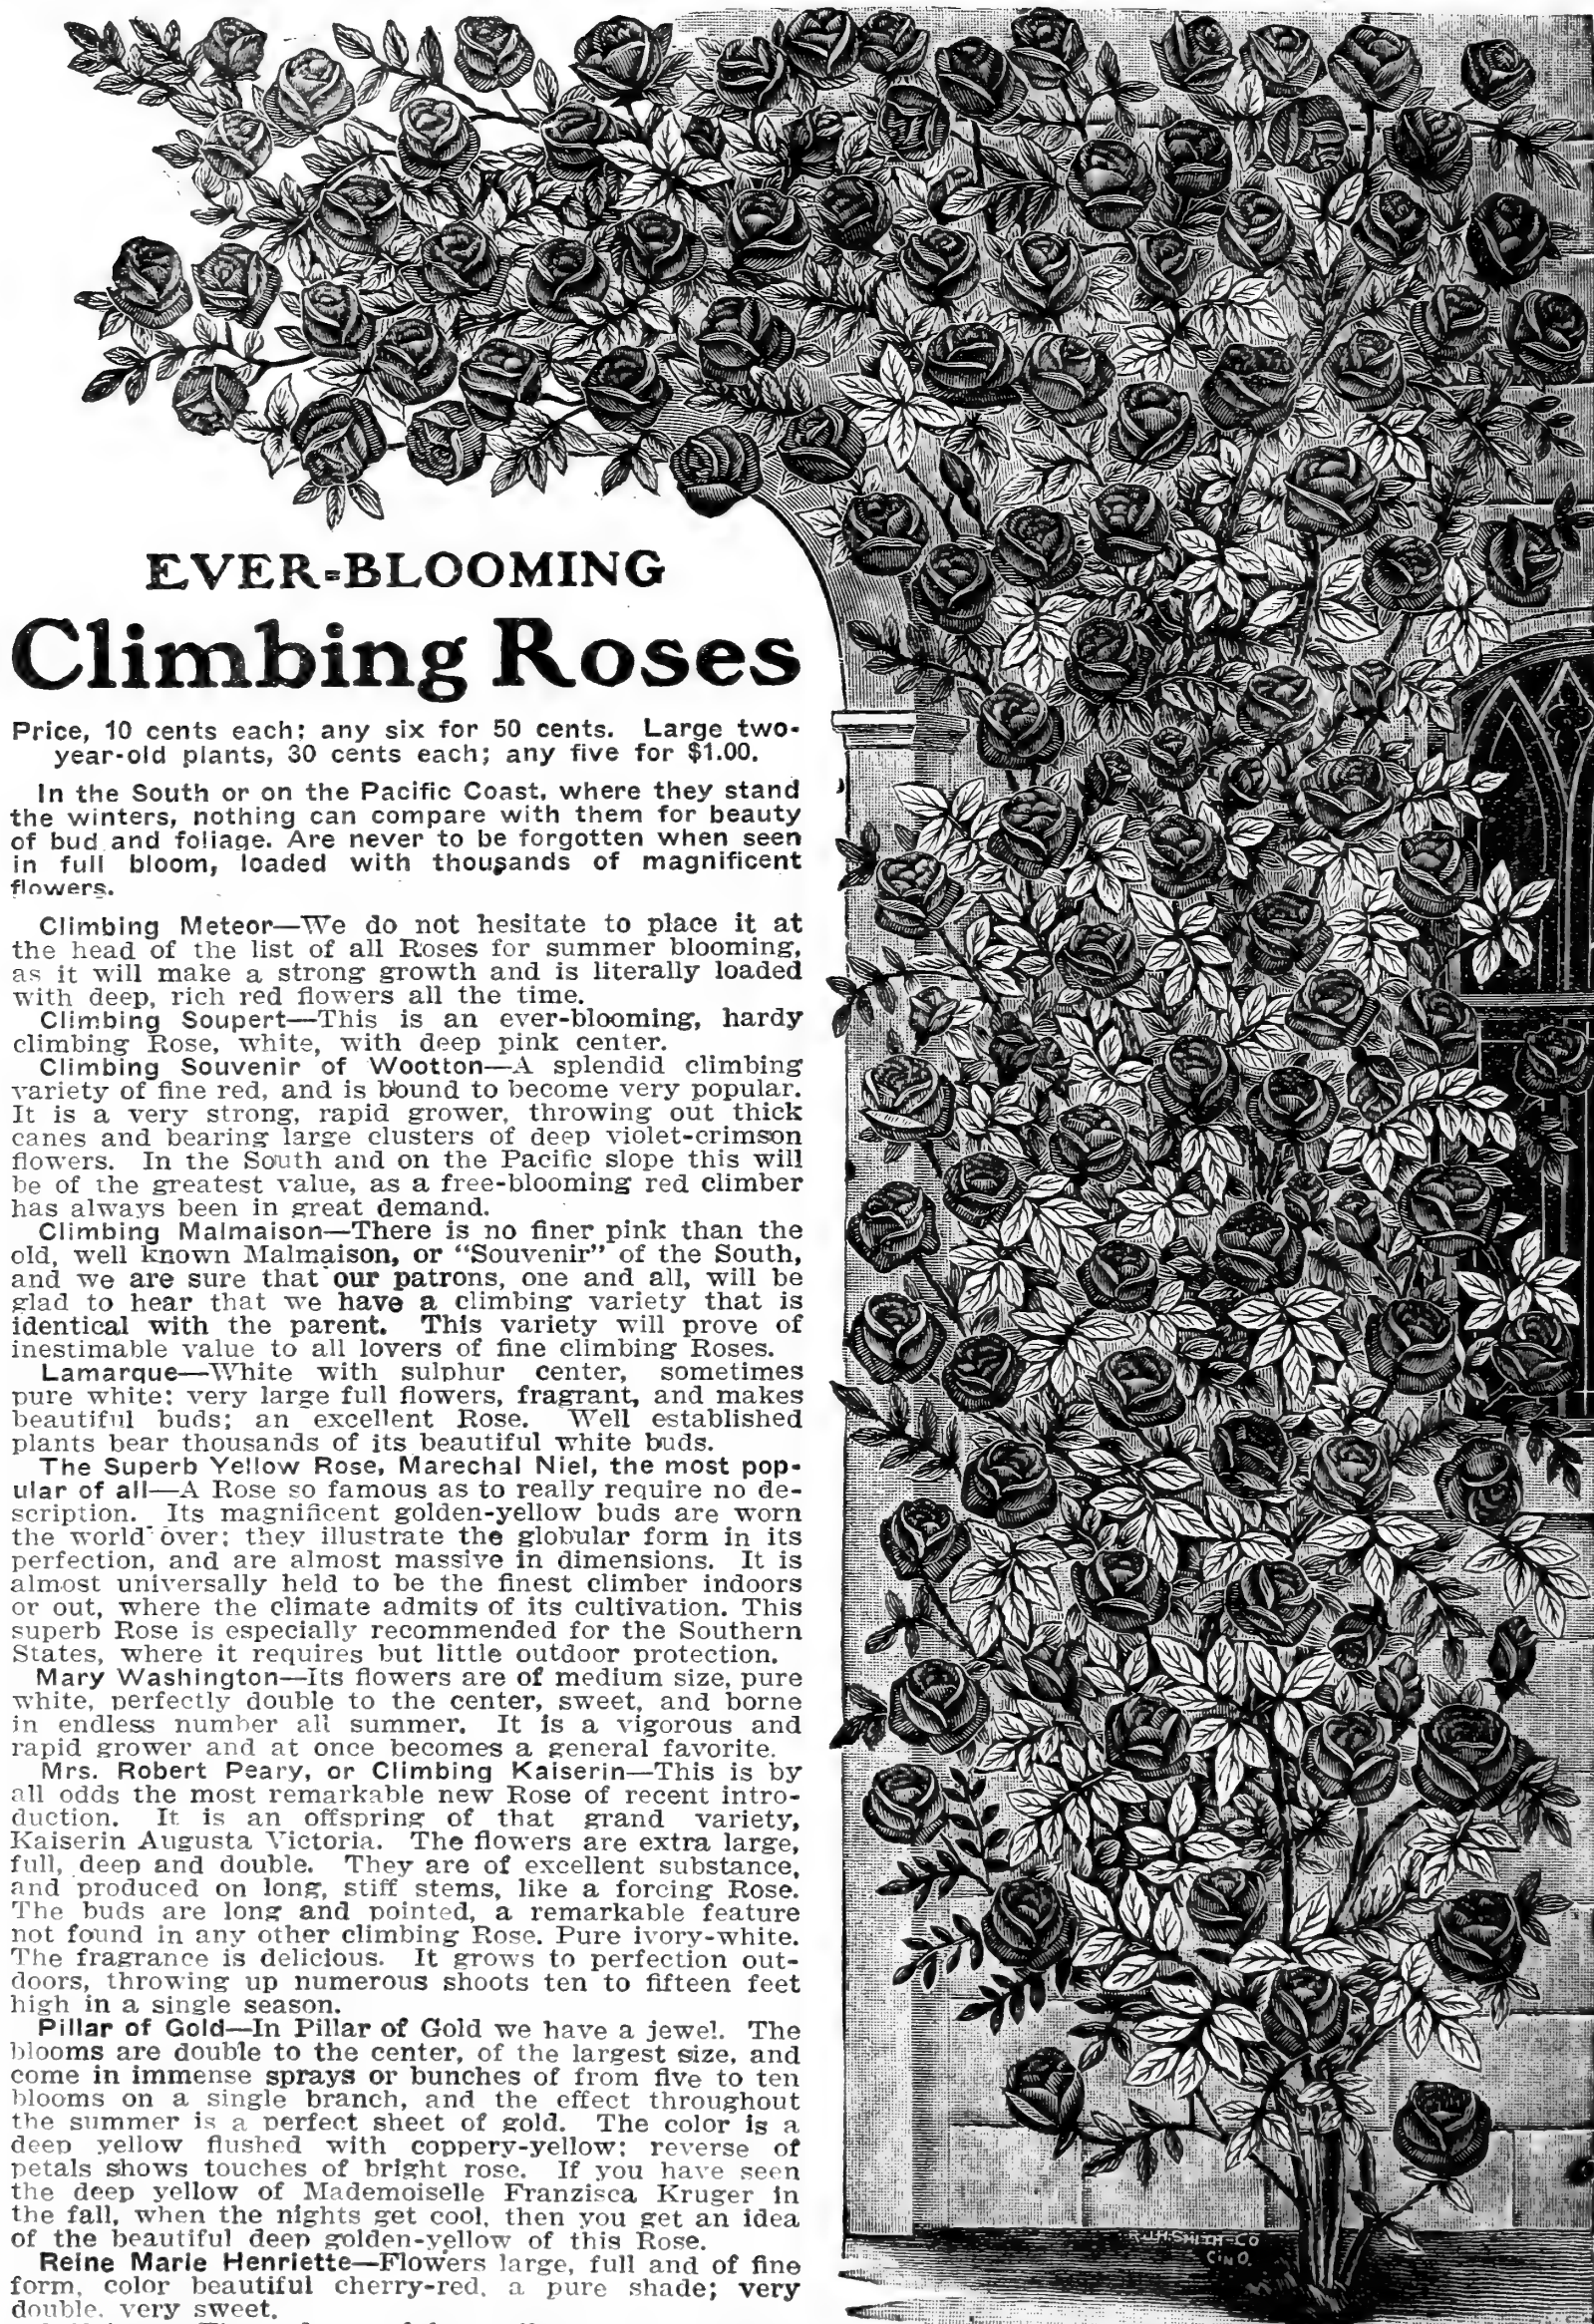 EVER-BLOOMING
Climbing Roses
Price, 10 cents each; any six for 50 cents. Large two-
year-old plants, 30 cents each; any five for $1.00.
In the South or on the Pacific Coast, where they stand
the winters, nothing can compare with them for beauty
of bud and foliage. Are never to be forgotten when seen
in full bloom, loaded with thousands of magnificent
flowers.
Climbing Meteor—We do not hesitate to place it at
the head of the list of all Roses for summer blooming,
as it will make a strong growth and is literally loaded
with deep, rich red flowers all the time.
Climbing Soupert—This is an ever-blooming, hardy
climbing Rose, white, with deep pink center.
Climbing Souvenir of Wootton—A splendid climbing
variety of fine red, and is bound to become very popular.
It is a very strong, rapid grower, throwing out thick
canes and bearing large clusters of deep violet-crimson
flowers. In the South and on the Pacific slope this will
be of the greatest value, as a free-blooming red climber
has always been in great demand.
Climbing Malmaison—There is no finer pink than the
old, well known Malmaison, or "Souvenir" of the South,
and we are sure that our patrons, one and all, will be
glad to hear that we have a climbing variety that is
identical with the parent. This variety will prove of
inestimable value to all lovers of fine climbing Roses.
Lamarque—White with sulphur center, sometimes
pure white; very large full flowers, fragrant, and makes
beautiful buds; an excellent Rose. Well established
plants bear thousands of its beautiful white buds.
The Superb Yellow Rose, Marechal Niel, the most pop-
ular of all—A Rose so famous as to really require no de-
scription. Its magnificent golden-yellow buds are worn
the world over; they illustrate the globular form in its
perfection, and are almost massive in dimensions. It is
almost universally held to be the finest climber indoors
or out, where the climate admits of its cultivation. This
superb Rose is especially recommended for the Southern
States, where it requires but little outdoor protection.
Mary Washington—Its flowers are of medium size, pure
white, perfectly double to the center, sweet, and borne
in endless number all summer. It is a vigorous and
rapid grower and at once becomes a general favorite.
Mrs. Robert Peary, or Climbing Kaiserin—This is by
all odds the most remarkable new Rose of recent intro-
duction. It is an offspring of that grand variety,
Kaiserin Augusta Victoria. The flowers are extra large,
full, deep and double. They are of excellent substance,
and produced on long, stiff stems, like a forcing Rose.
The buds are long and pointed, a remarkable feature
not found in any other climbing Rose. Pure ivory-white.
The fragrance is delicious. It grows to perfection out-
doors, throwing up numerous shoots ten to fifteen feet
high in a single season.
Pillar of Gold—In Pillar of Gold we have a jewel. The
blooms are double to the center, of the largest size, and
come in immense sprays or bunches of from five to ten
blooms on a single branch, and the effect throughout
the summer is a perfect sheet of gold. The color is a
deep yellow flushed with coppery-yellow; reverse of
petals shows touches of bright rose. If you have seen
the deep yellow of Mademoiselle Franzisca Kruger in
the fall, when the nights get cool, then you get an idea
of the beautiful deep golden-yellow of this Rose.
Reine Marie Henriette—Flowers large, full and of fine
form, color beautiful cherry-red, a pure shade; very
double, very sweet.
R.J.H.SMITH-CO
CIN O.